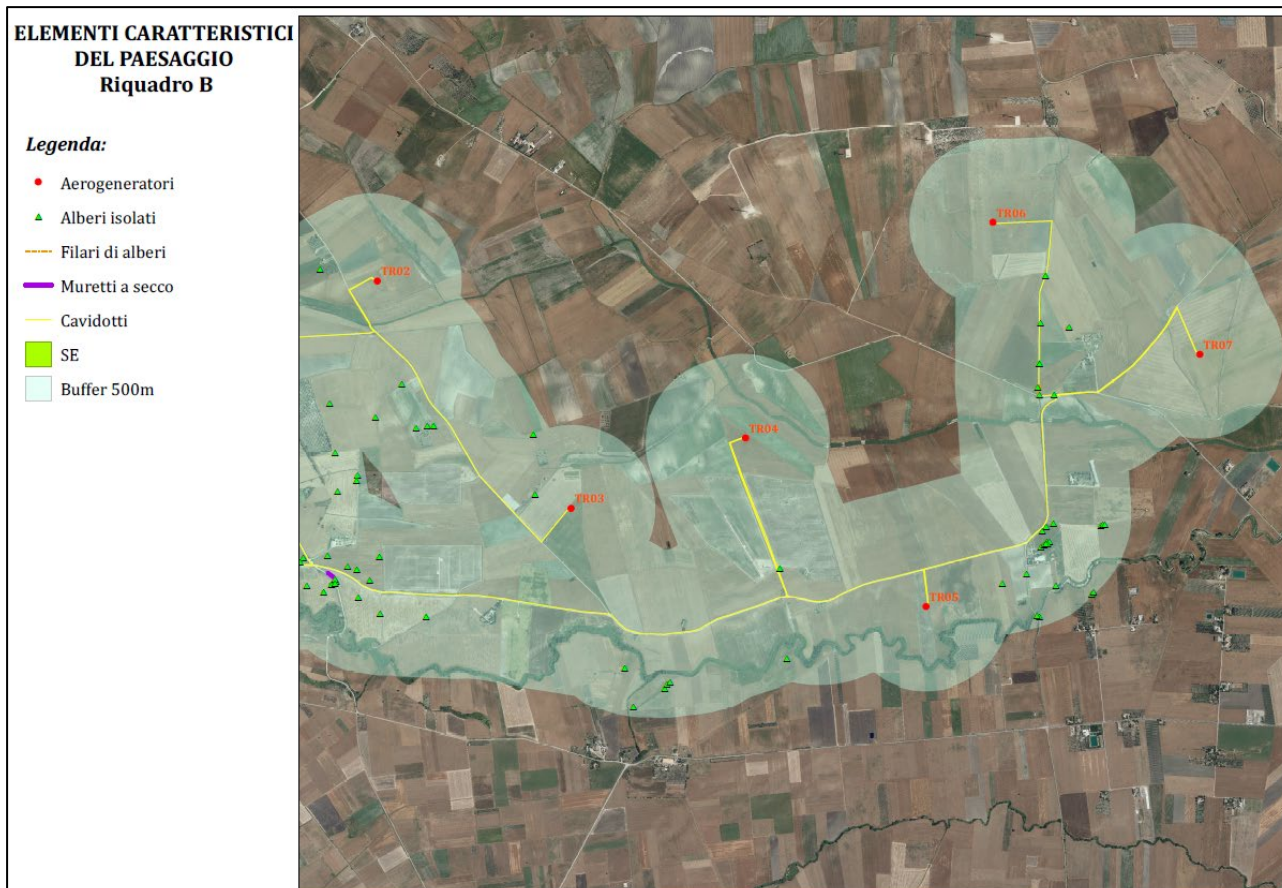 ELEMENTI CARATTERISTICI
DEL PAESAGGIO
Riquadro B
Legenda:
Aerogeneratori
Alberi isolati
Filari di alberi
Muretti a secco
Cavidotti
SE
Buffer 500m
TR06
TR02
TR07
TR04
TR03
TR05